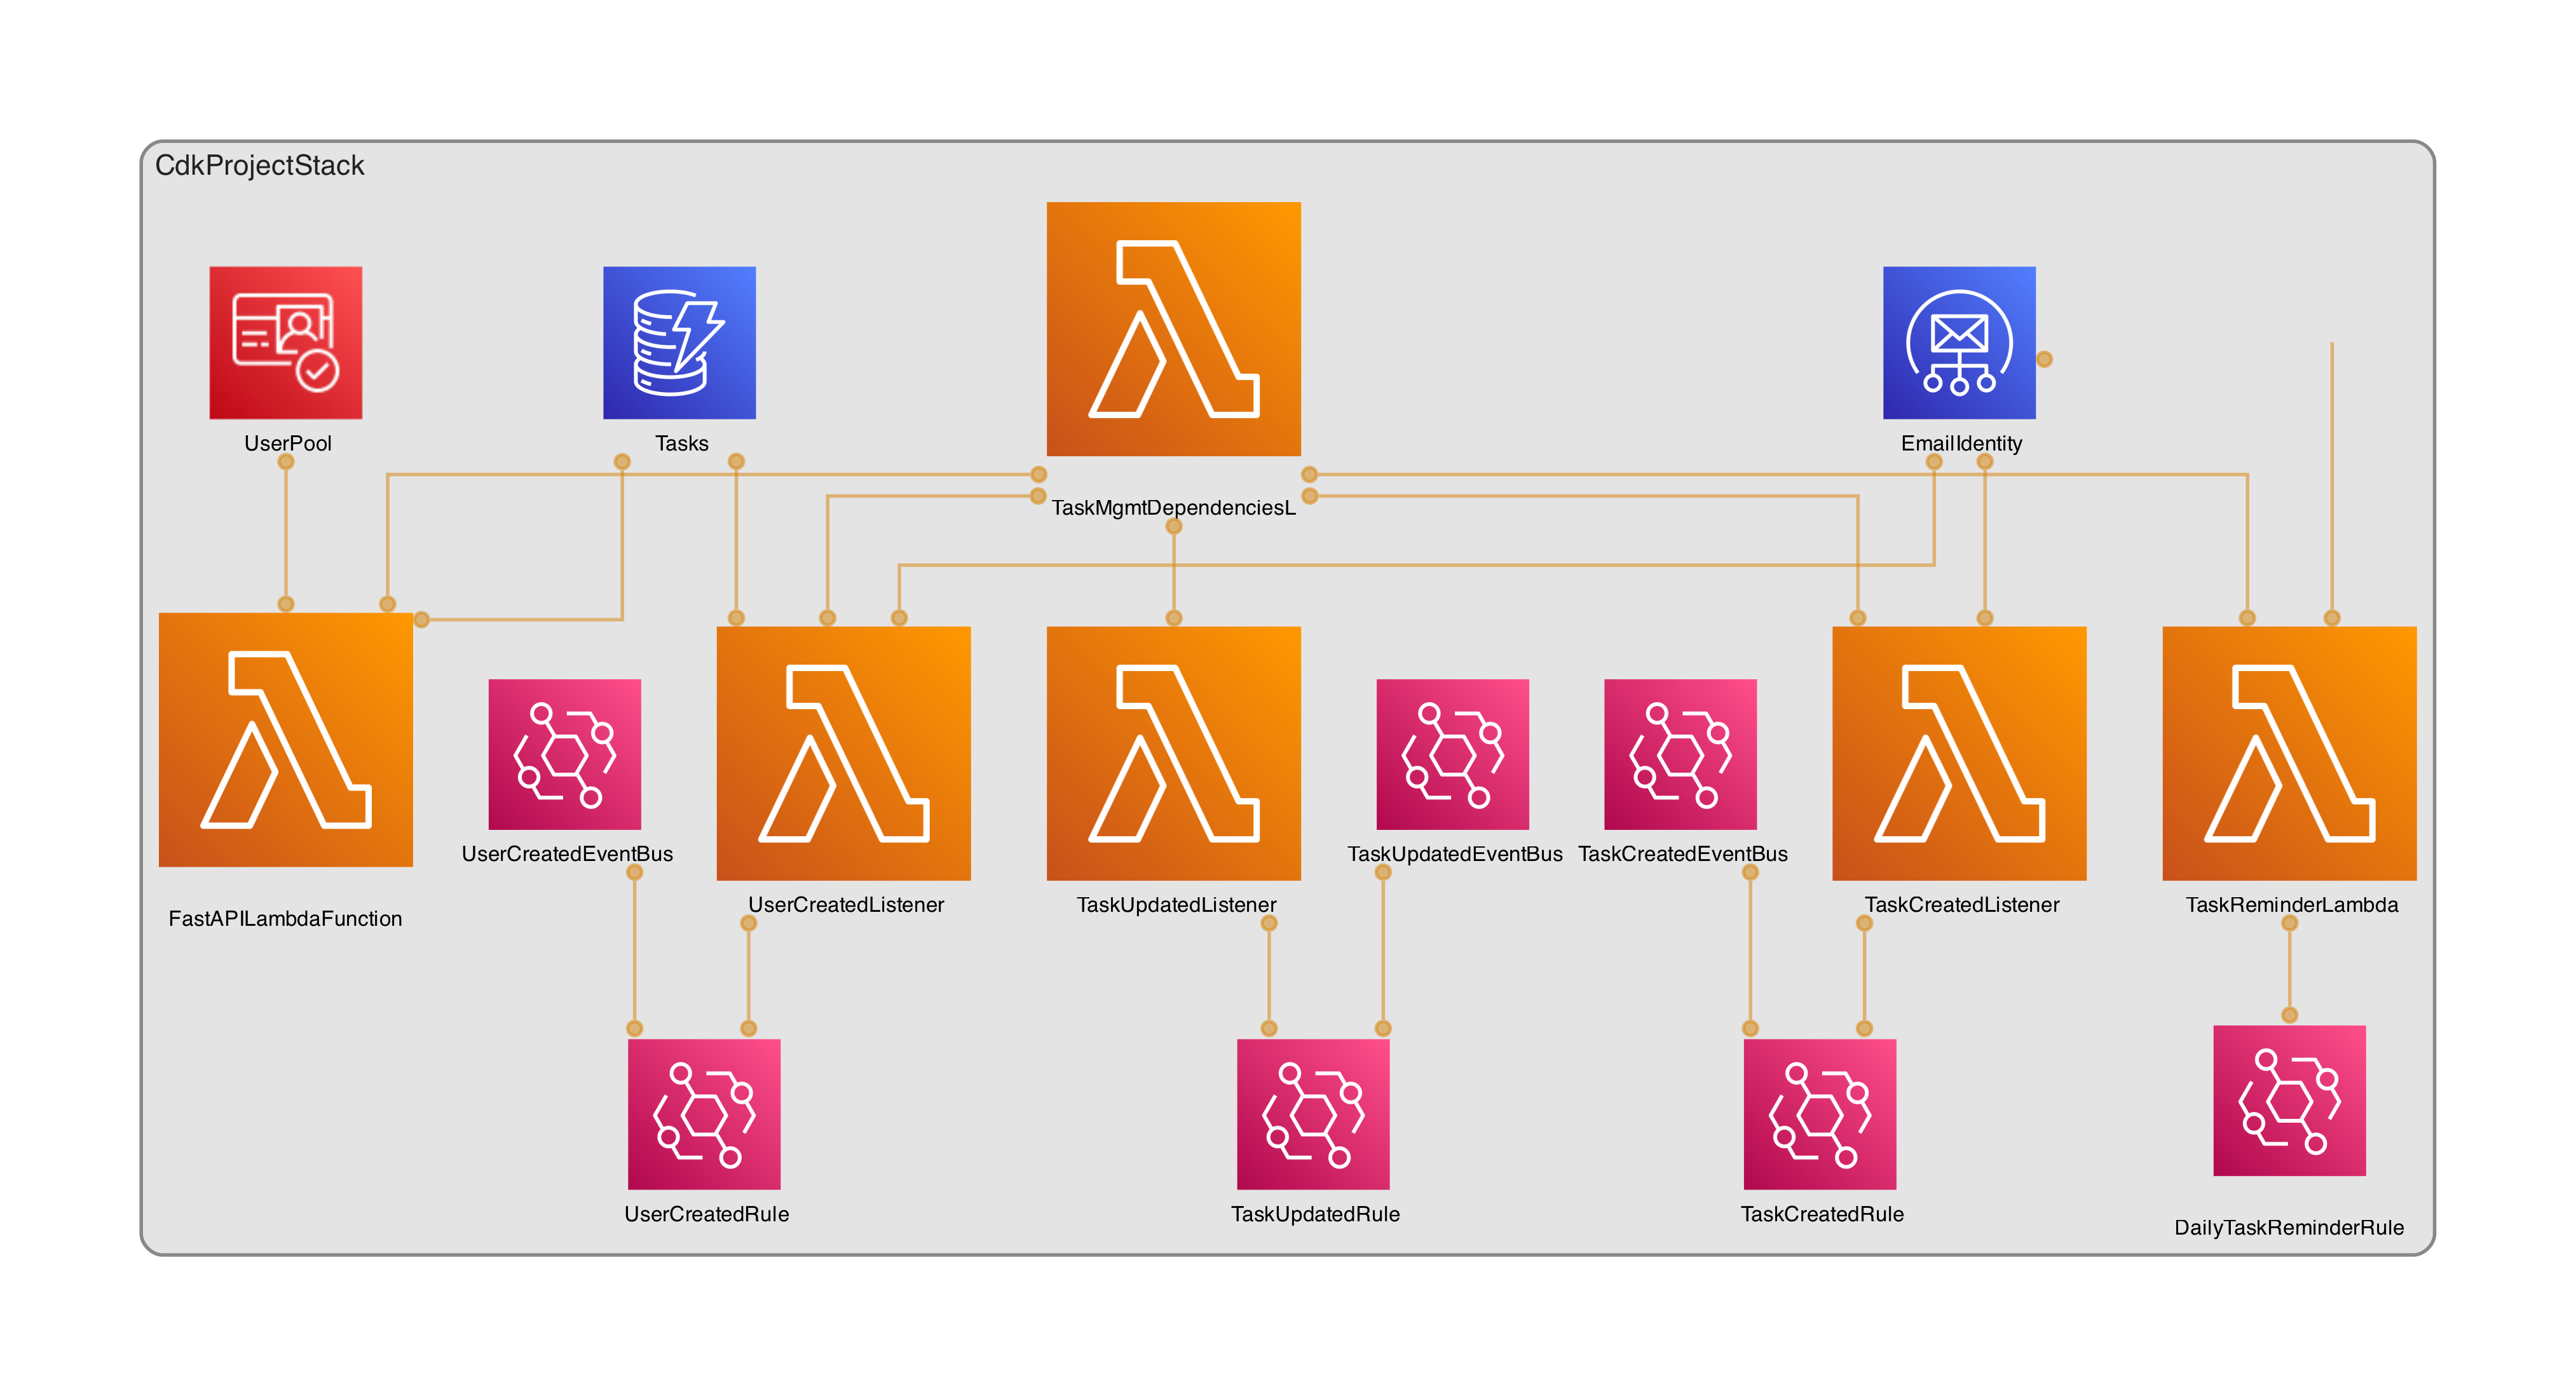 CdkProjectStack
UserPool
Tasks
EmailIdentity
TaskMgmtDependenciesL
UserCreatedEventBus
TaskUpdatedEventBus
TaskCreatedEventBus
FastAPILambdaFunction
UserCreatedListener
TaskUpdatedListener
TaskCreatedListener
TaskReminderLambda
UserCreatedRule
TaskUpdatedRule
TaskCreatedRule
DailyTaskReminderRule